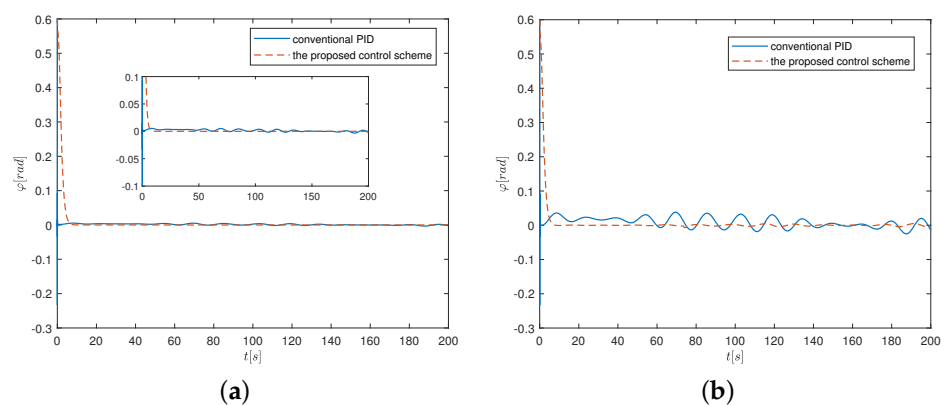 0.6
0.5
0.4
0.3
0.2
0.1
0
-0.1
-0.2
-0.3
φ[rad]
conventional PID
the proposed control scheme
0.1
0.05
0
-0.05
-0.1
0 50 100 150 200
0 20 40 60 80 100 120 140 160 180 200
t[s]
(a)
0.6
0.5
0.4
0.3
0.2
0.1
0
-0.1
-0.2
-0.3
φ[rad]
conventional PID
the proposed control scheme
0 20 40 60 80 100 120 140 160 180 200
t[s]
(b)